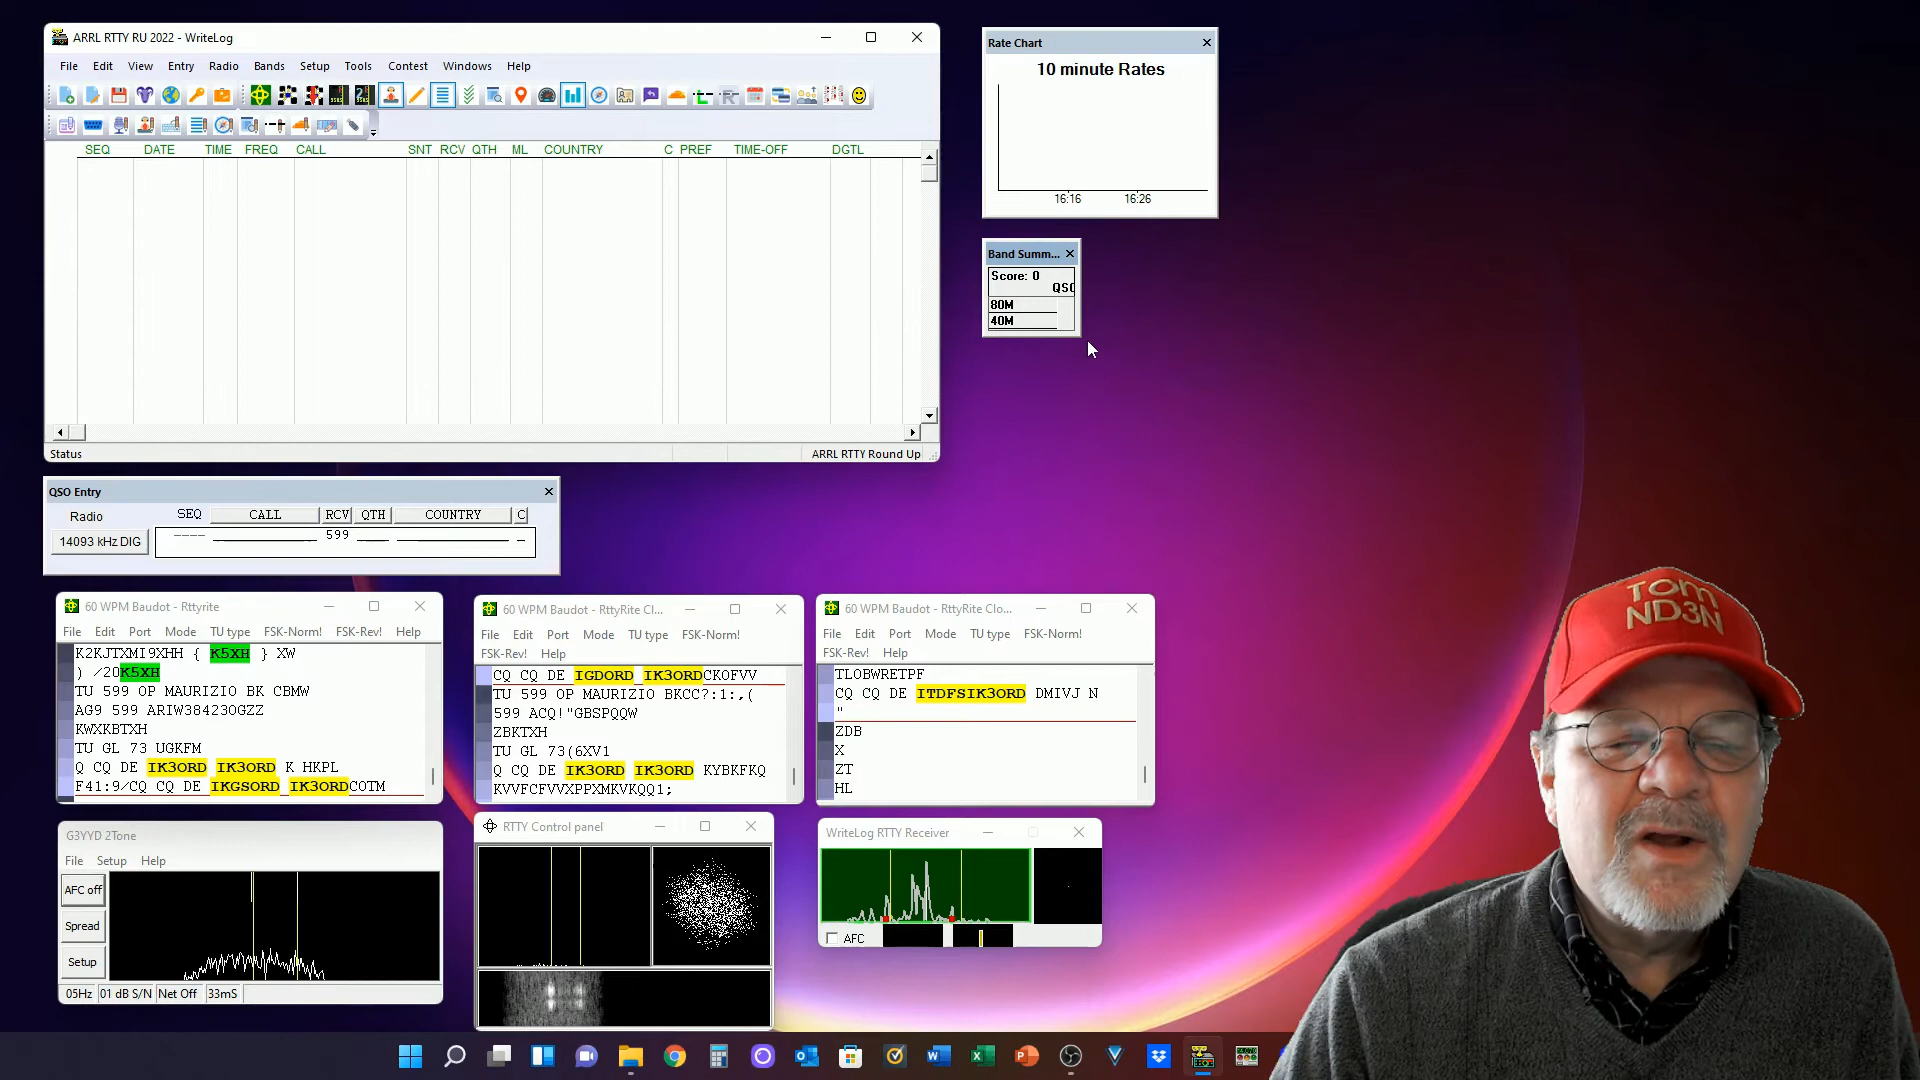 ARRL RTTY RU 2022 - WriteLog
File Edit View Entry Radio Bands Setup Tools Contest Windows Help
SEQ DATE TIME FREQ CALL SNT RCV QTH ML COUNTRY C PREF TIME-OFF DGTL
Status ARRL RTTY Round Up
Rate Chart
10 minute Rates
16:16 16:26
Band Summ...
Score: 0
QSO
80M
40M
QSO Entry
Radio SEQ CALL RCV QTH COUNTRY C
14093 kHz DIG ---- 599
60 WPM Baudot - Rttyrite
File Edit Port Mode TU type FSK-Norm! FSK-Rev! Help
K2KJTXMI9XHH { K5XH } XW
) /20K5XH
TU 599 OP MAURIZIO BK CBMW
AG9 599 ARIW384230GZZ
KWXKBTXH
TU GL 73 UGKFM
Q CQ DE IK3ORD IK3ORD K HKPL
F41:9/CQ CQ DE IKGSORD IK3ORDCOTM
60 WPM Baudot - RttyRite Cl...
File Edit Port Mode TU type FSK-Norm!
FSK-Rev! Help
CQ CQ DE IGDORD IK3ORDCKOFVV
TU 599 OP MAURIZIO BKCC?:1:,(
599 ACQ!"GBSPQQW
ZBKTXH
TU GL 73(6XV1
Q CQ DE IK3ORD IK3ORD KYBKFKQ
KVVFCFVVXPPXMKVKQQ1;
60 WPM Baudot - RttyRite Clo...
File Edit Port Mode TU type FSK-Norm!
FSK-Rev! Help
TLOBWRETPF
CQ CQ DE ITDFSIK3ORD DMIVJ N
"
ZDB
X
ZT
HL
G3YYD 2Tone
File Setup Help
AFC off
Spread
Setup
05Hz 01 dB S/N Net Off 33mS
RTTY Control panel
WriteLog RTTY Receiver
AFC
TOM
ND3N